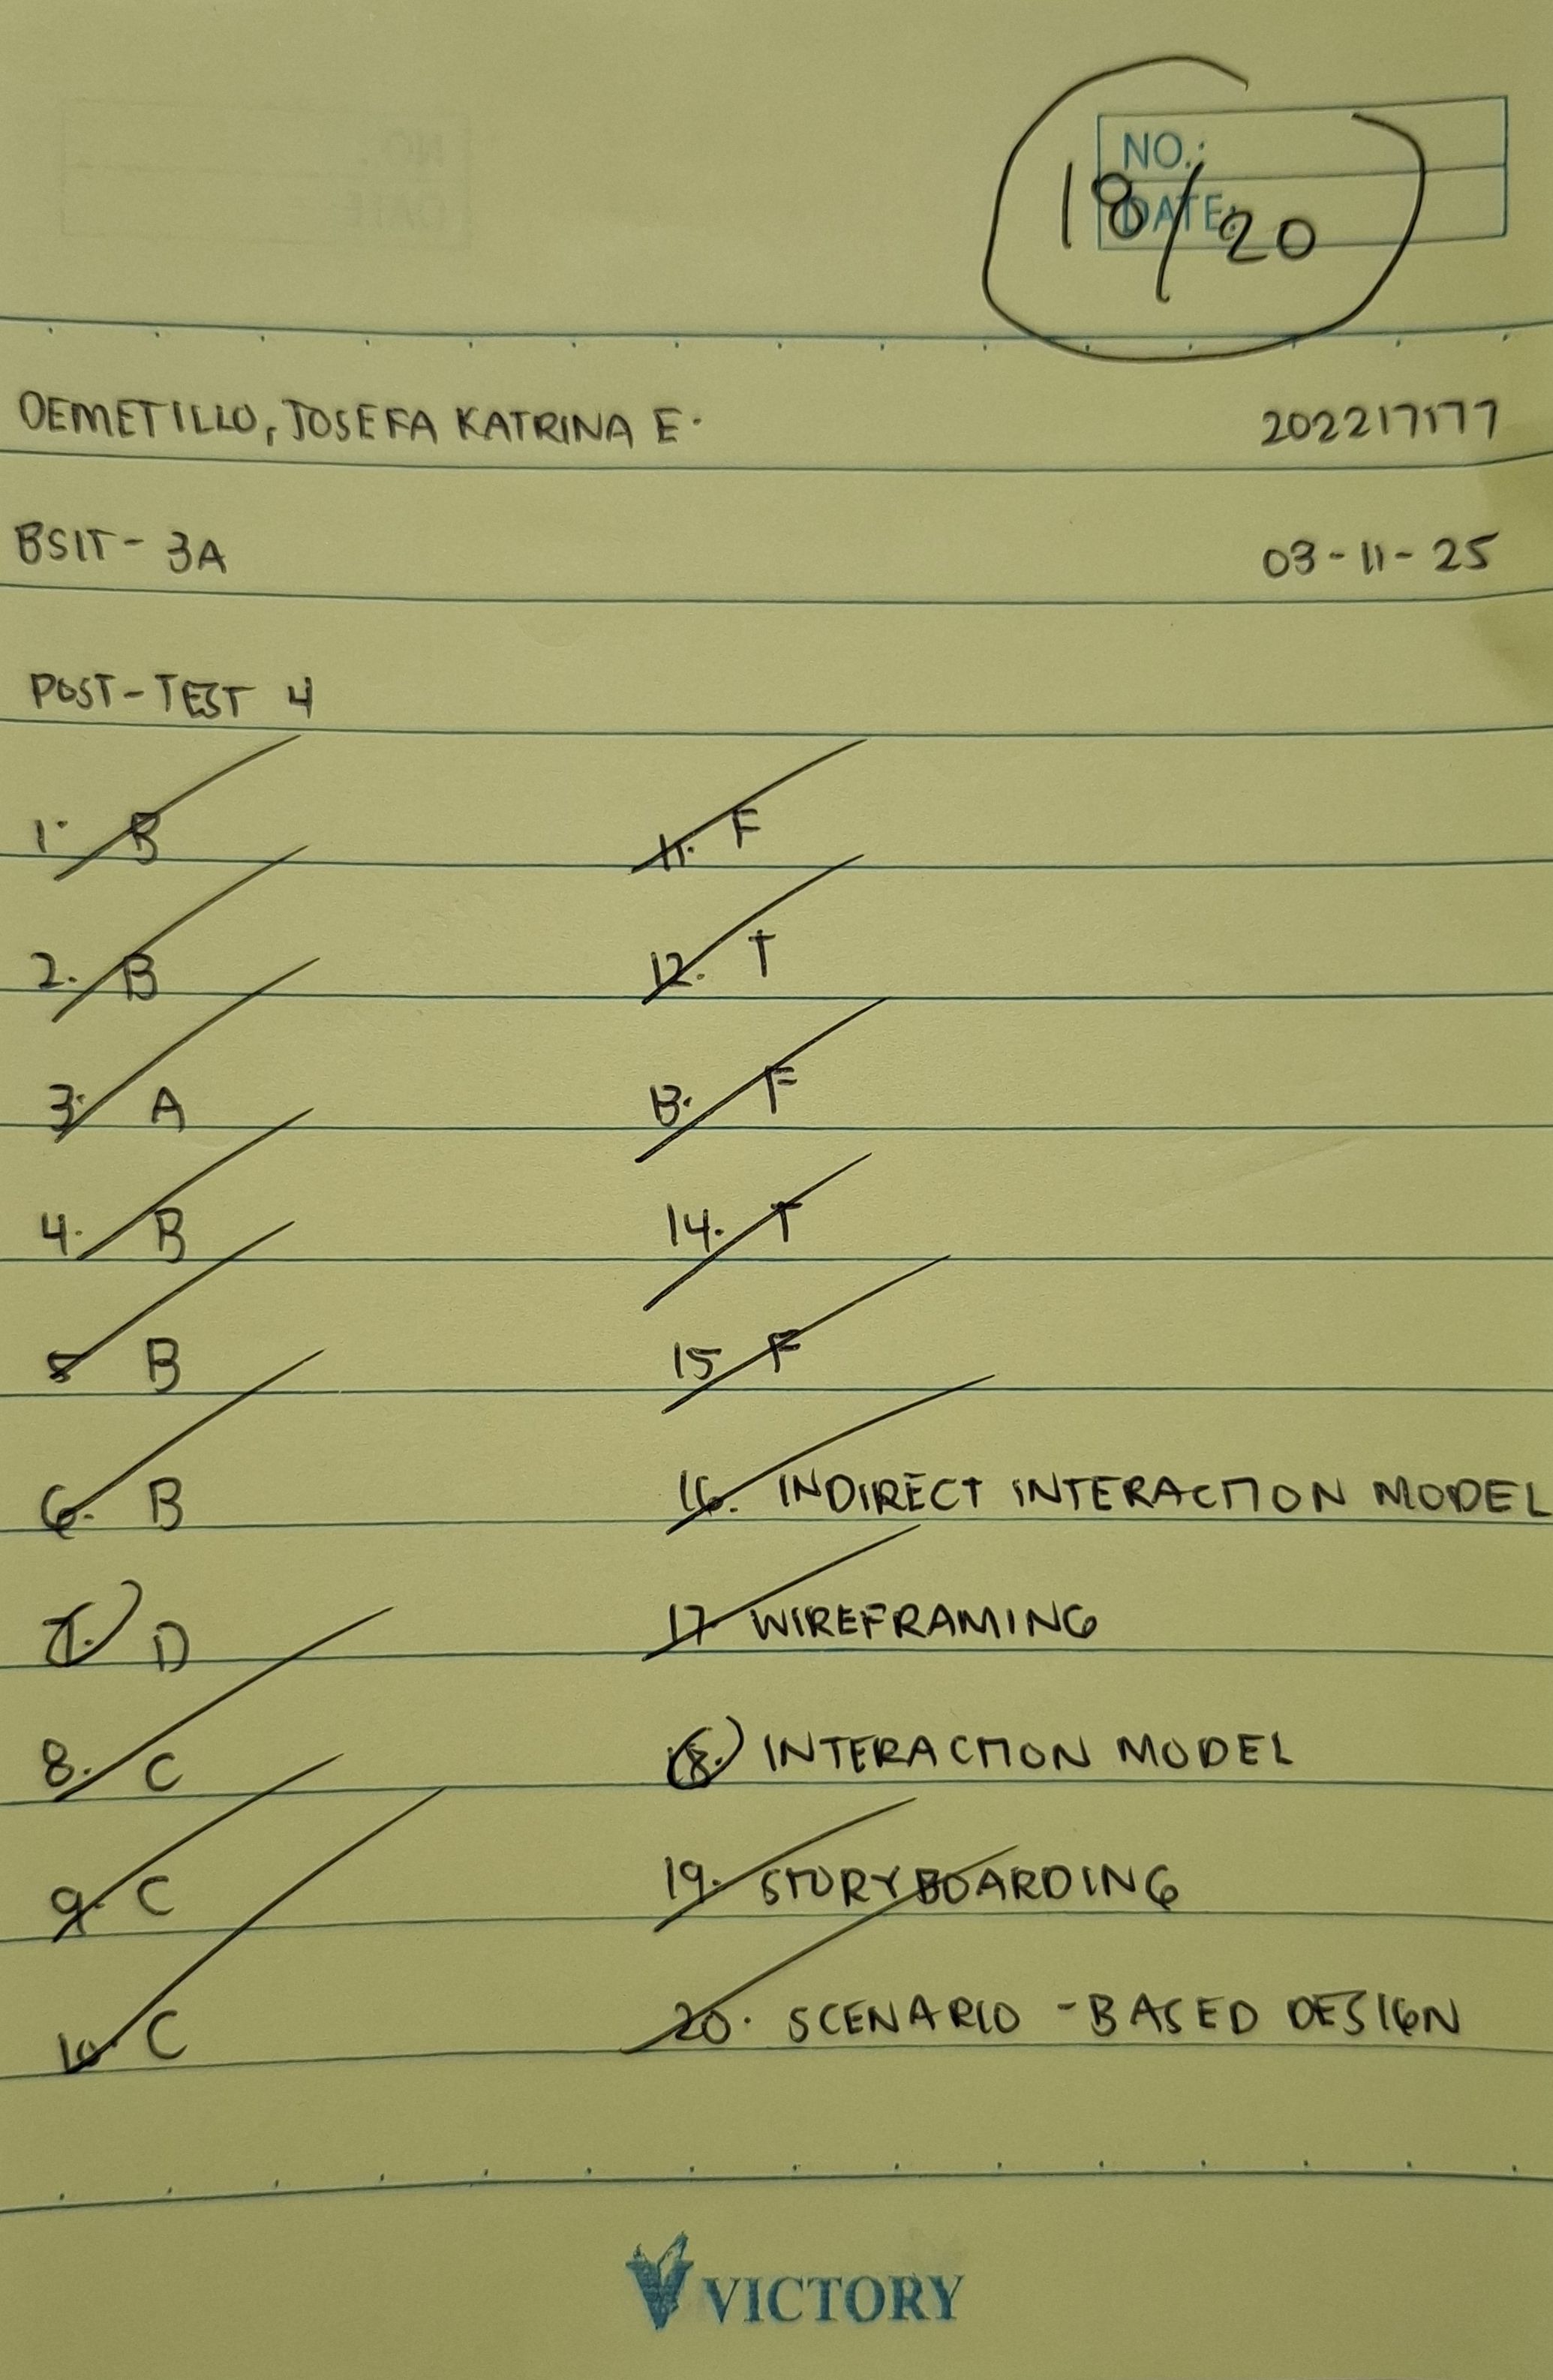 NO.:
DATE:
18/20
DEMETILLO, JOSEFA KATRINA E. 202217177
BSIT - 3A 03-11-25
POST-TEST 4
1. B
2. B
3. A
4. B
5 B
6. B
7. D
8. C
9. C
10. C
11. F
12. T
13. F
14. T
15 F
16. INDIRECT INTERACTION MODEL
17. WIREFRAMING
18. INTERACTION MODEL
19. STORYBOARDING
20. SCENARIO - BASED DESIGN
VICTORY